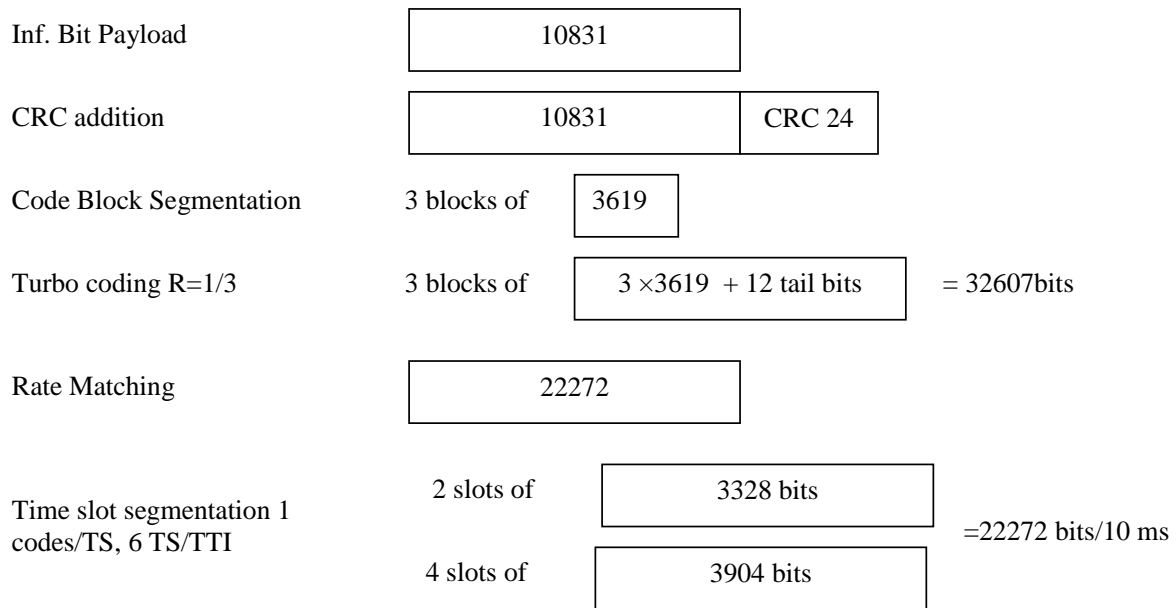 Inf. Bit Payload 10831
CRC addition 10831 CRC 24
Code Block Segmentation 3 blocks of 3619
Turbo coding R=1/3 3 blocks of 3 ×3619 + 12 tail bits = 32607bits
Rate Matching 22272
2 slots of 3328 bits
Time slot segmentation 1
codes/TS, 6 TS/TTI
=22272 bits/10 ms
4 slots of 3904 bits